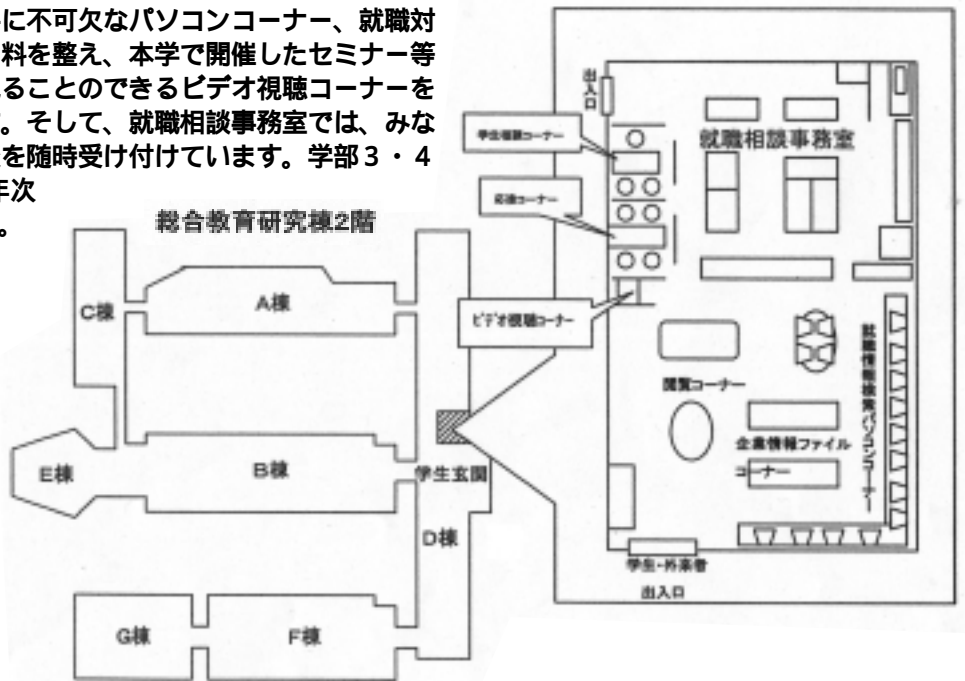 に不可欠なパソコンコーナー、就職対
料を整え、本学で開催したセミナー等
ることのできるビデオ視聴コーナーを
。そして、就職相談事務室では、みな
を随時受け付けています。学部３・４
年次
。
総合教育研究棟2階
C棟
A棟
E棟
B棟
学生玄関
D棟
G棟
F棟
出入口
学生相談コーナー
就職相談事務室
応接コーナー
ビデオ視聴コーナー
閲覧コーナー
就職情報検索パソコンコーナー
企業情報ファイル
コーナー
学生・外来者
出入口